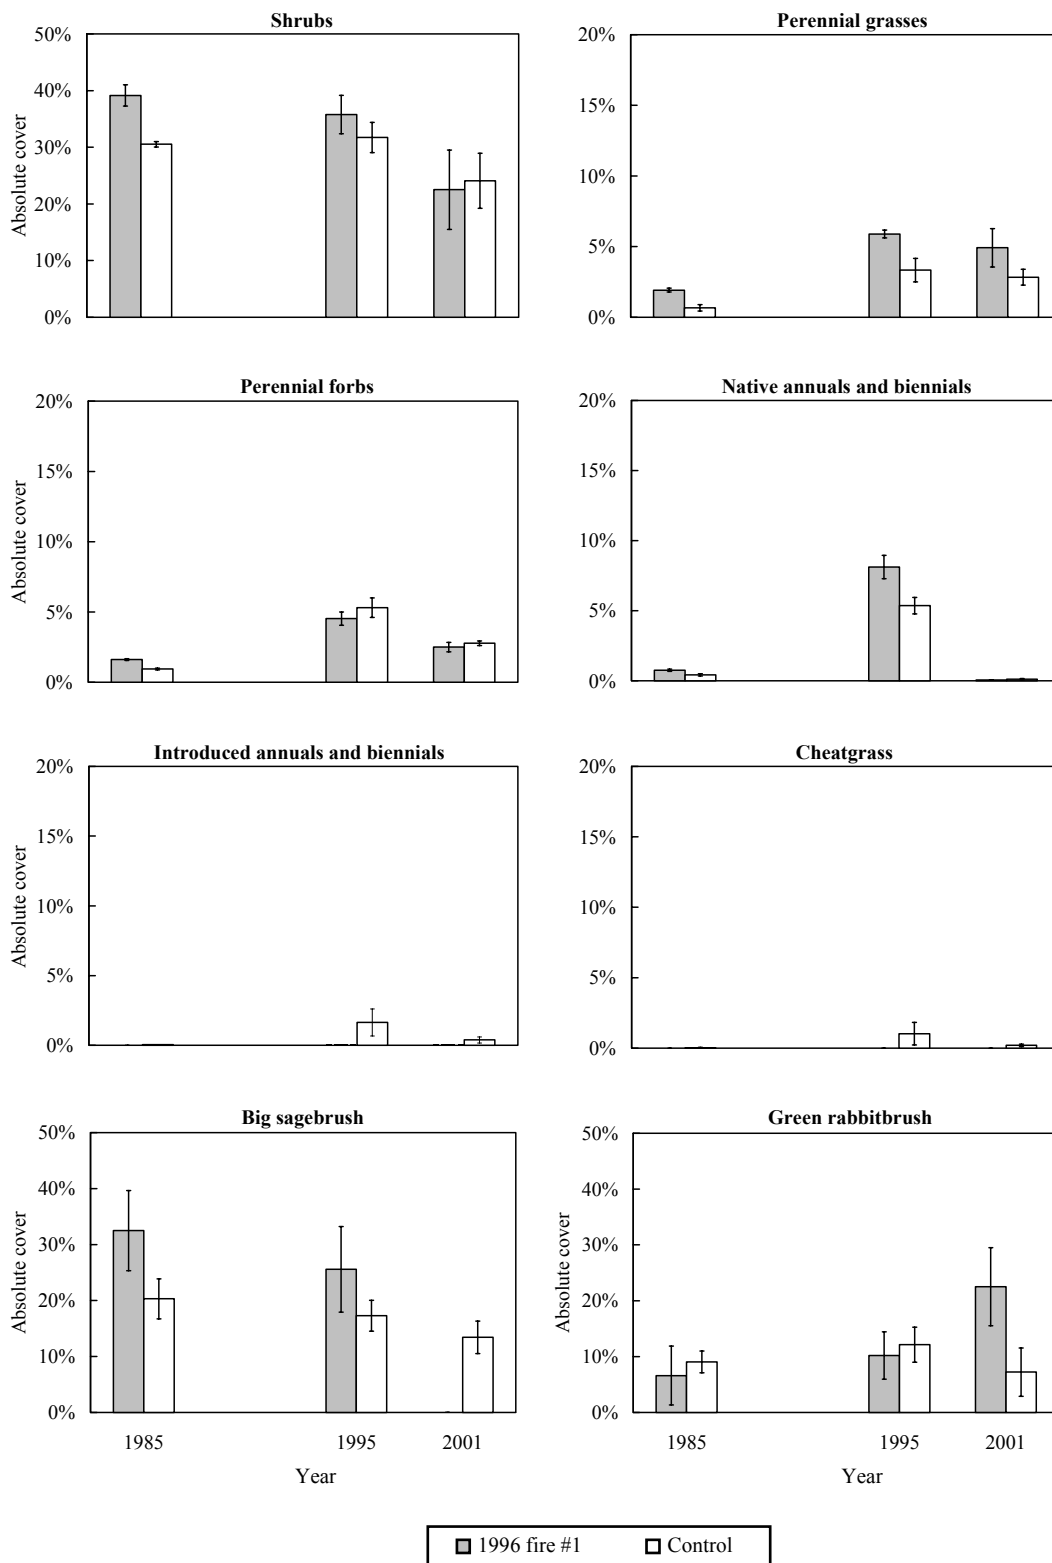 Shrubs
50%
40%
30%
20%
10%
0%
Absolute cover
Perennial grasses
20%
15%
10%
5%
0%
Perennial forbs
20%
15%
10%
5%
0%
Absolute cover
Native annuals and biennials
20%
15%
10%
5%
0%
Introduced annuals and biennials
20%
15%
10%
5%
0%
Absolute cover
Cheatgrass
20%
15%
10%
5%
0%
Big sagebrush
50%
40%
30%
20%
10%
0%
Absolute cover
1985 1995 2001
Year
Green rabbitbrush
50%
40%
30%
20%
10%
0%
Absolute cover
1985 1995 2001
Year
1996 fire #1 Control